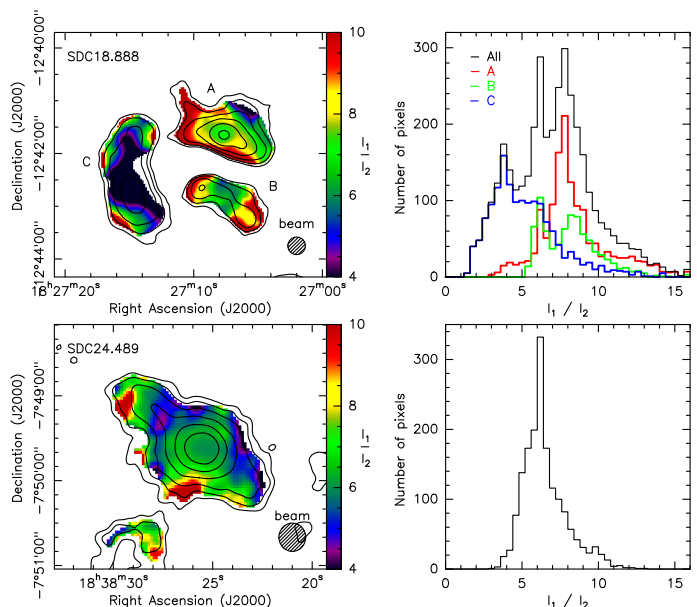 SDC18.888
A
B
C
beam
Declination (J2000)
−12°40'00"
−12°42'00"
−12°44'00"
18ʰ27ᵐ20ˢ
27ᵐ10ˢ
27ᵐ00ˢ
Right Ascension (J2000)
10
8
6
4
I₁
I₂
All
A
B
C
Number of pixels
300
200
100
0
0
5
10
15
I₁ / I₂
SDC24.489
beam
Declination (J2000)
−7°49'00"
−7°50'00"
−7°51'00"
18ʰ38ᵐ30ˢ
25ˢ
20ˢ
Right Ascension (J2000)
10
8
6
4
I₁
I₂
Number of pixels
300
200
100
0
0
5
10
15
I₁ / I₂